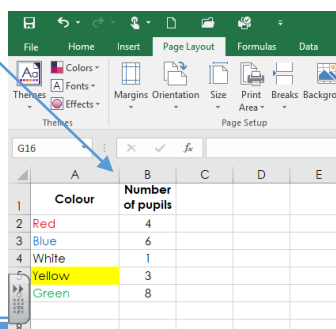 File Home Insert Page Layout Formulas Data
Colors
Fonts
Effects
Themes
Margins Orientation Size Print Area Breaks Backgro
Themes Page Setup
G16 fx
A B C D E
1 Colour Number of pupils
2 Red 4
3 Blue 6
4 White 1
5 Yellow 3
6 Green 8